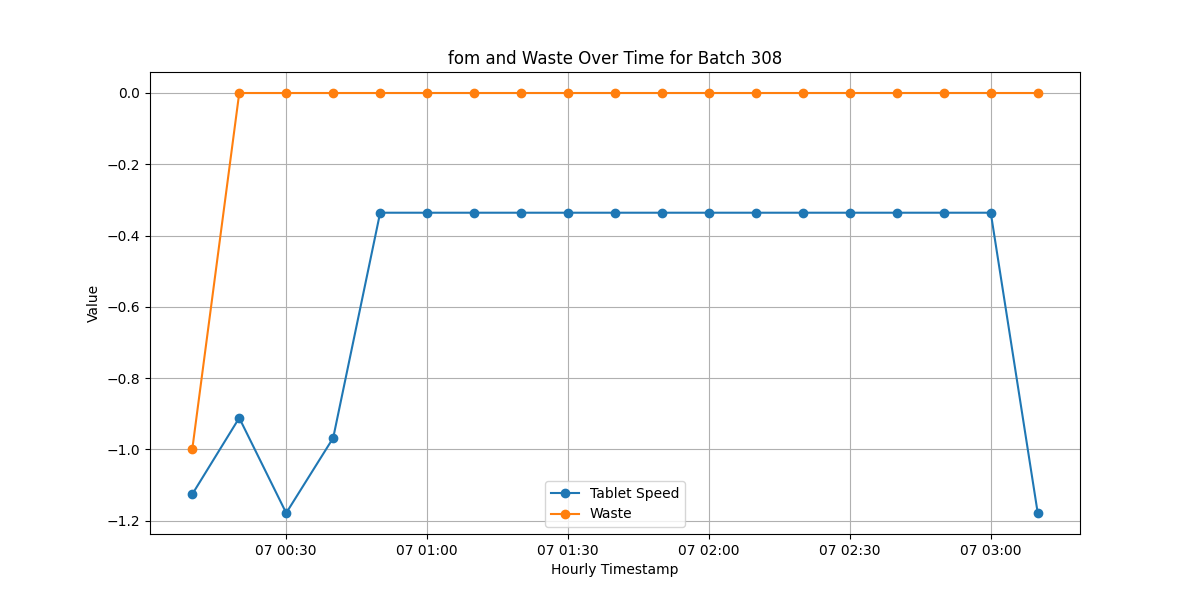 fom and Waste Over Time for Batch 308
0.0
−0.2
−0.4
−0.6
−0.8
−1.0
−1.2
Value
Tablet Speed
Waste
07 00:30
07 01:00
07 01:30
07 02:00
07 02:30
07 03:00
Hourly Timestamp